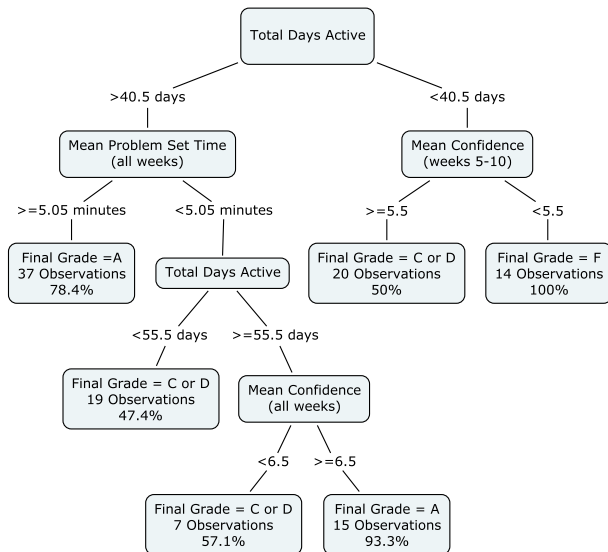 Total Days Active
>40.5 days
<40.5 days
Mean Problem Set Time
(all weeks)
Mean Confidence
(weeks 5-10)
>=5.05 minutes
<5.05 minutes
>=5.5
<5.5
Final Grade =A
37 Observations
78.4%
Total Days Active
Final Grade = C or D
20 Observations
50%
Final Grade = F
14 Observations
100%
<55.5 days
>=55.5 days
Final Grade = C or D
19 Observations
47.4%
Mean Confidence
(all weeks)
<6.5
>=6.5
Final Grade = C or D
7 Observations
57.1%
Final Grade = A
15 Observations
93.3%